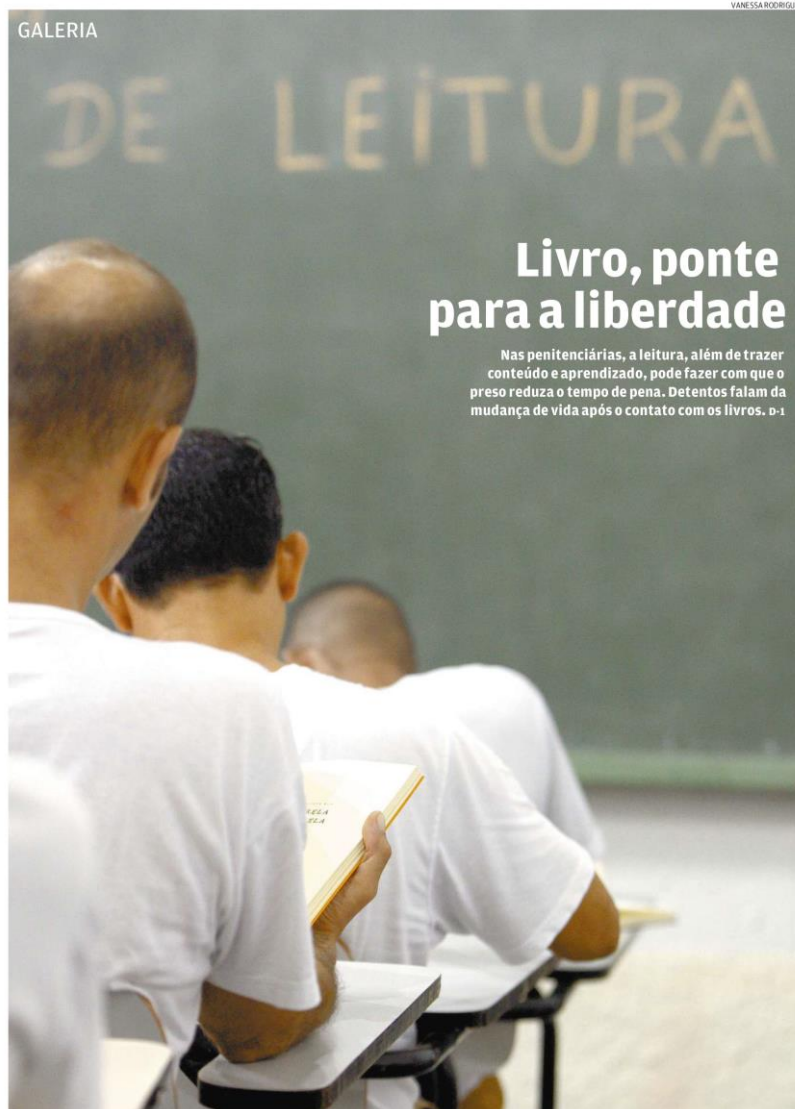 VANESSA RODRIGU
GALERIA
DE LEITURA
Livro, ponte
para a liberdade
Nas penitenciárias, a leitura, além de trazer
conteúdo e aprendizado, pode fazer com que o
preso reduza o tempo de pena. Detentos falam da
mudança de vida após o contato com os livros. D-1